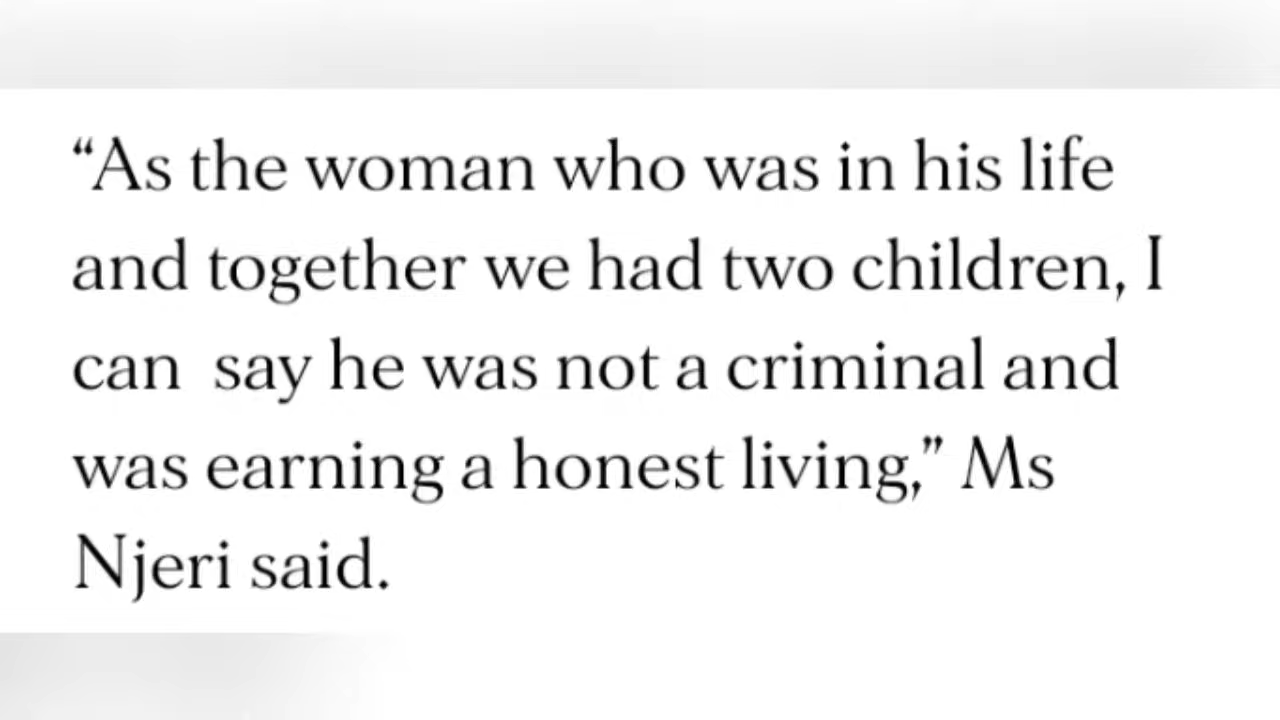 “As the woman who was in his life
and together we had two children, I
can  say he was not a criminal and
was earning a honest living,” Ms
Njeri said.